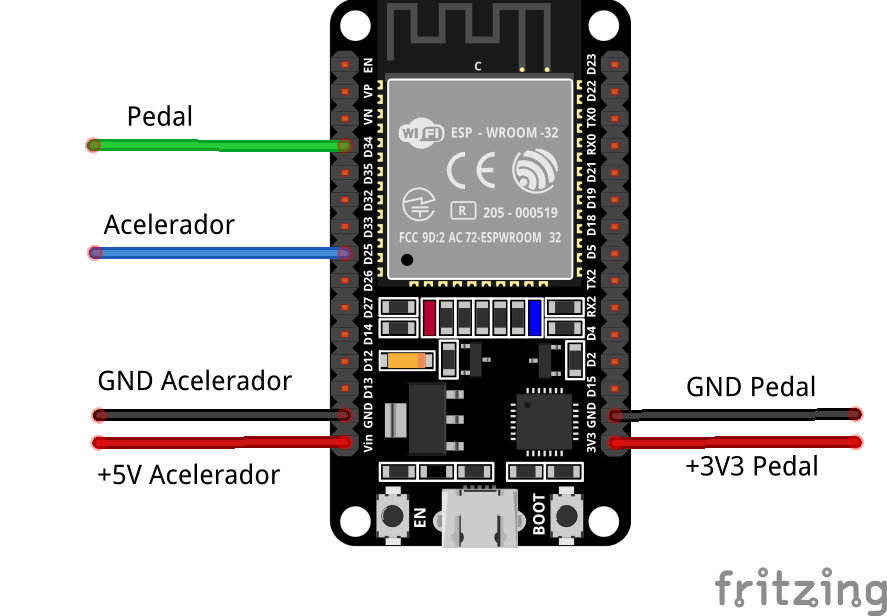 Pedal
Acelerador
GND Acelerador
+5V Acelerador
EN
VP
VN
D34
D35
D32
D33
D25
D26
D27
D14
D12
D13
GND
Vin
C
WiFi ESP - WROOM -32
CE
R 205 - 000519
FCC 9D:2 AC 72-ESPWROOM 32
EN
BOOT
D23
D22
TX0
RX0
D21
D19
D18
D5
TX2
RX2
D4
D2
D15
GND
3V3
GND Pedal
+3V3 Pedal
fritzing